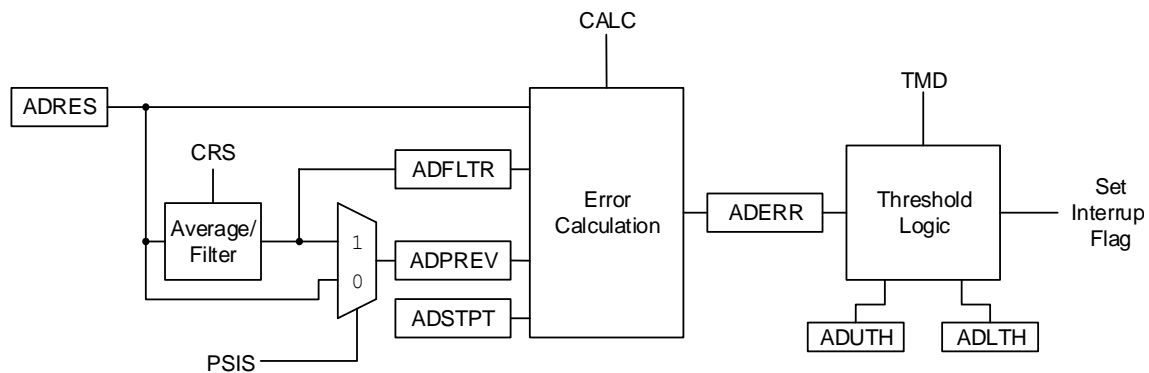 CALC
TMD
ADRES
CRS
ADFLTR
Average/
Filter
1
0
ADPREV
ADSTPT
PSIS
Error
Calculation
ADERR
Threshold
Logic
Set
Interrup
Flag
ADUTH
ADLTH